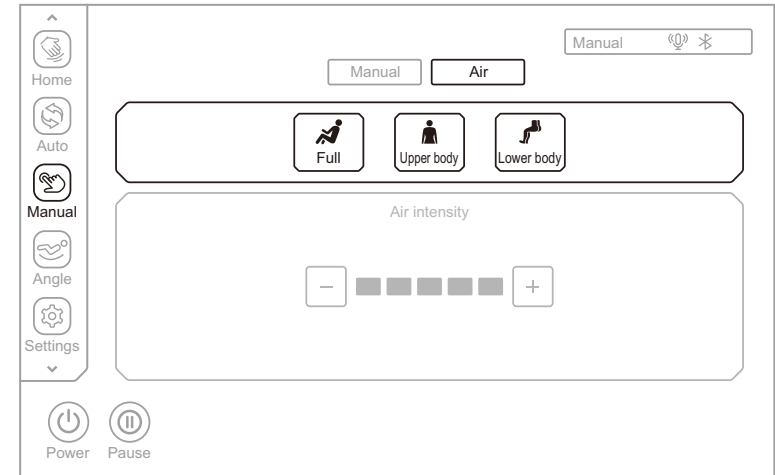 Home
Auto
Manual
Angle
Settings
Power
Pause
Manual
Manual
Air
Full
Upper body
Lower body
Air intensity